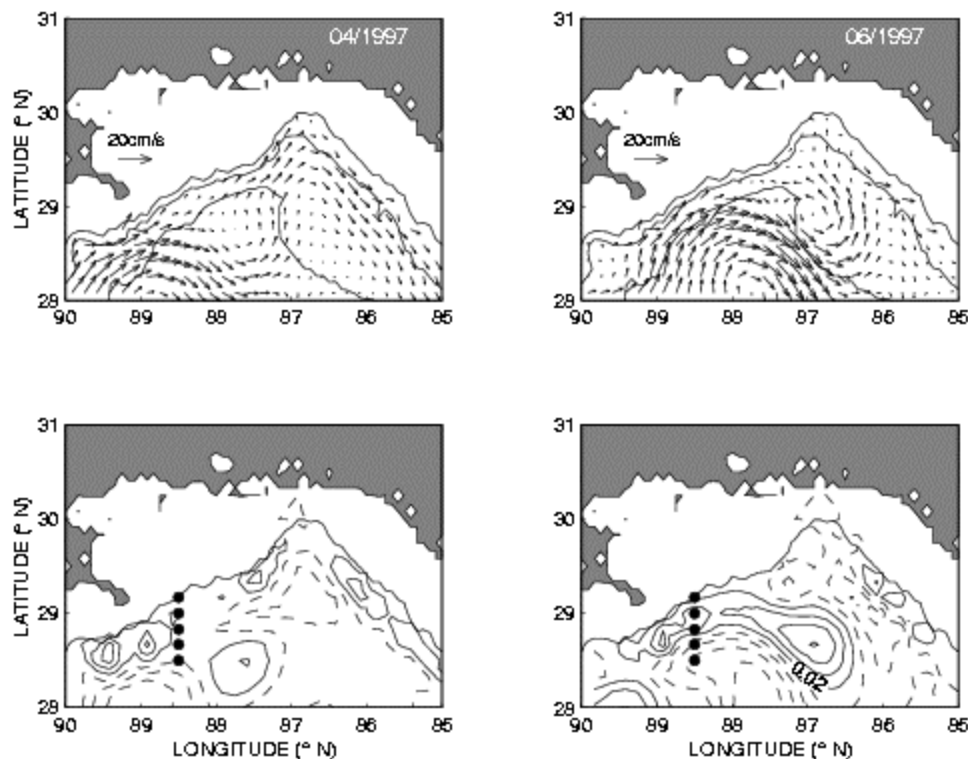 04/1997
31
30
29
28
LATITUDE (° N)
20cm/s
90 89 88 87 86 85
06/1997
31
30
29
28
LATITUDE (° N)
20cm/s
90 89 88 87 86 85
31
30
29
28
LATITUDE (° N)
90 89 88 87 86 85
LONGITUDE (° N)
31
30
29
28
LATITUDE (° N)
0.02
90 89 88 87 86 85
LONGITUDE (° N)